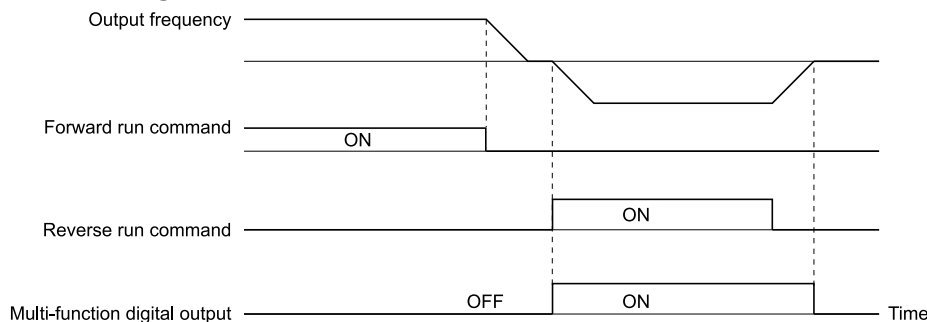 Output frequency
Forward run command
ON
ON
Reverse run command
OFF
ON
Multi-function digital output
Time